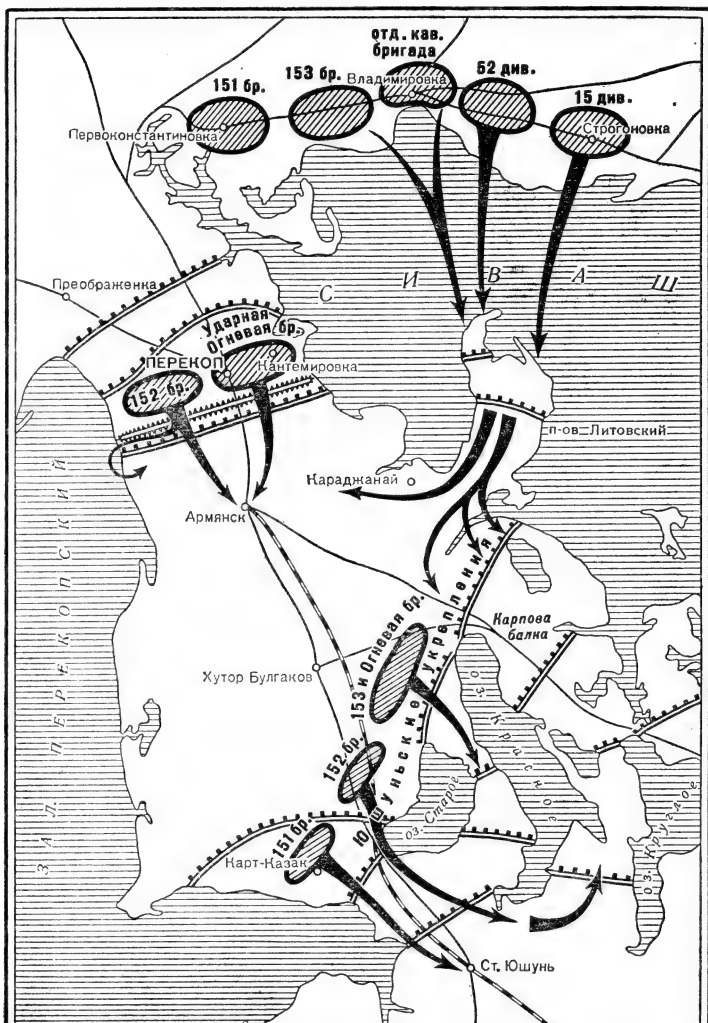 отд. кав.
бригада
151 бр.
153 бр.
52 див.
15 див.
Владимировка
Первоконстантиновка
Строгоновка
СИВАШ
Преображенка
Ударная
Огневая бр.
ПЕРЕКОП
Кантемировка
152 бр.
п-ов Литовский
Караджанай
Армянск
ЗАЛ. ПЕРЕКОПСКИЙ
Юшуньские укрепления
Карпова
балка
153 и Огневая бр.
Хутор Булгаков
оз. Красное
152 бр.
оз. Старое
оз. Круглое
151 бр.
Карт-Казак
Ст. Юшунь